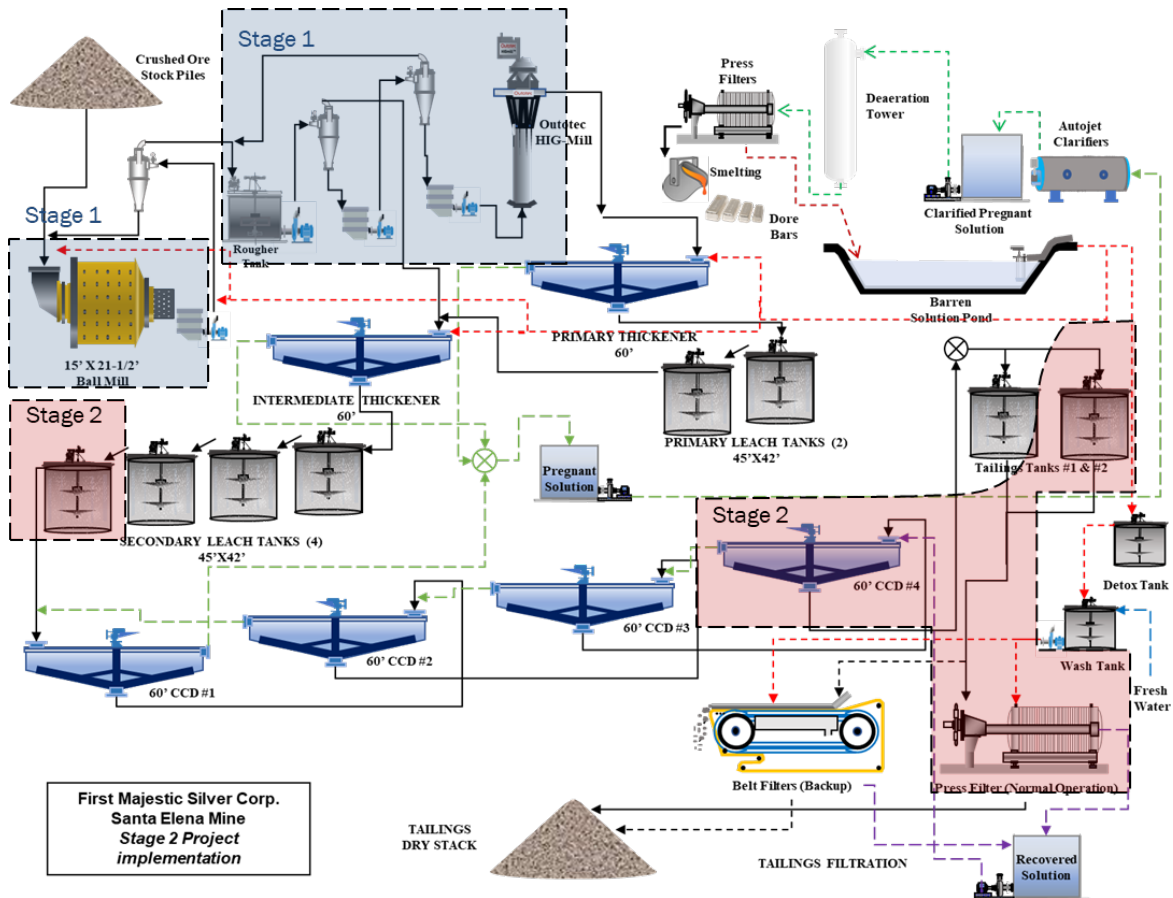 Stage 1
Crushed Ore
Stock Piles
Outotec
HIG-Mill
Rougher
Tank
Press
Filters
Deaeration
Tower
Autojet
Clarifiers
Smelting
Dore
Bars
Clarified Pregnant
Solution
Stage 1
15' X 21-1/2'
Ball Mill
Barren
Solution Pond
PRIMARY THICKENER
60'
INTERMEDIATE THICKENER
60'
PRIMARY LEACH TANKS (2)
45'X42'
Tailings Tanks #1 & #2
Stage 2
Pregnant
Solution
SECONDARY LEACH TANKS (4)
45'X42'
Stage 2
60' CCD #4
Detox Tank
60' CCD #3
60' CCD #2
60' CCD #1
Wash Tank
Fresh
Water
Belt Filters (Backup)
Press Filter (Normal Operation)
First Majestic Silver Corp.
Santa Elena Mine
Stage 2 Project
implementation
TAILINGS
DRY STACK
TAILINGS FILTRATION
Recovered
Solution